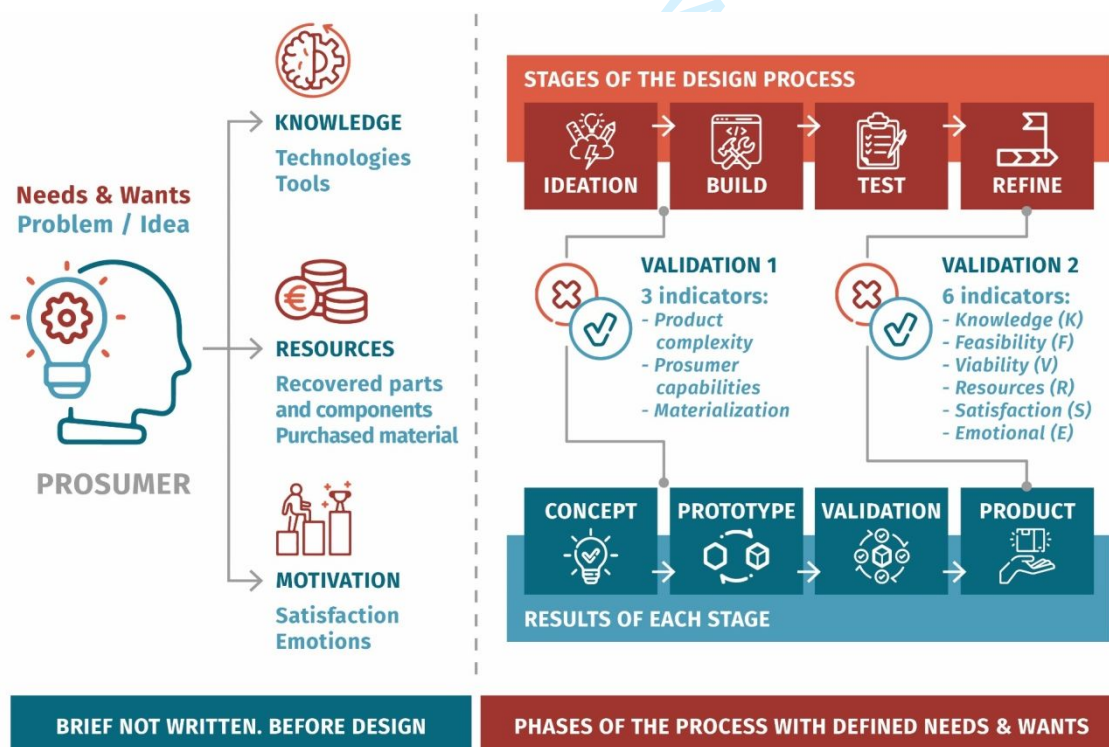 KNOWLEDGE
Technologies
Tools
Needs & Wants
Problem / Idea
PROSUMER
€
RESOURCES
Recovered parts
and components
Purchased material
MOTIVATION
Satisfaction
Emotions
BRIEF NOT WRITTEN. BEFORE DESIGN
STAGES OF THE DESIGN PROCESS
IDEATION
</>
BUILD
TEST
REFINE
VALIDATION 1
3 indicators:
- Product
complexity
- Prosumer
capabilities
- Materialization
VALIDATION 2
6 indicators:
- Knowledge (K)
- Feasibility (F)
- Viability (V)
- Resources (R)
- Satisfaction (S)
- Emotional (E)
CONCEPT
PROTOTYPE
VALIDATION
PRODUCT
RESULTS OF EACH STAGE
PHASES OF THE PROCESS WITH DEFINED NEEDS & WANTS